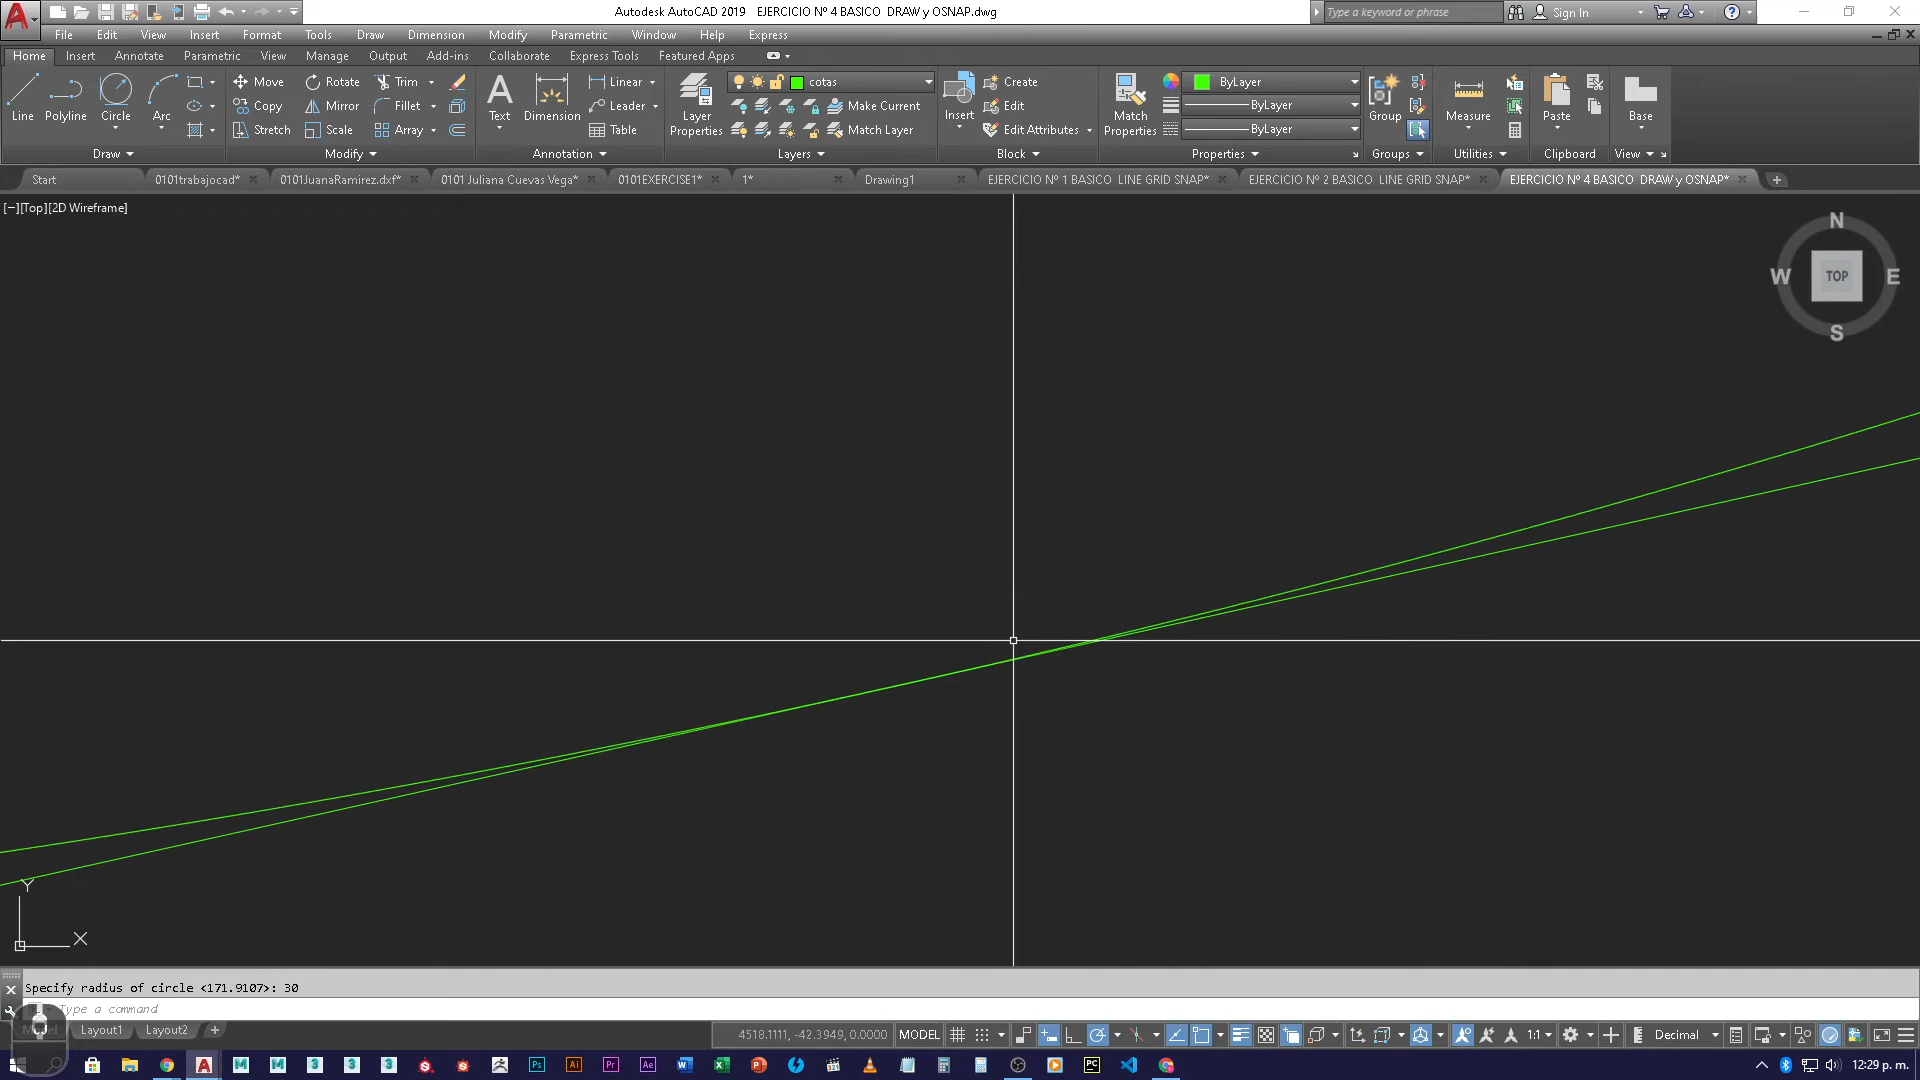 Autodesk AutoCAD 2019 EJERCICIO Nº 4 BASICO DRAW y OSNAP.dwg
Type a keyword or phrase
Sign In
File Edit View Insert Format Tools Draw Dimension Modify Parametric Window Help Express
Home Insert Annotate Parametric View Manage Output Add-ins Collaborate Express Tools Featured Apps
Line Polyline Circle Arc
Move Rotate Trim
Copy Mirror Fillet
Stretch Scale Array
Text Dimension
Linear
Leader
Table
Layer Properties
cotas
Make Current
Match Layer
Insert
Create
Edit
Edit Attributes
Match Properties
ByLayer
ByLayer
ByLayer
Group
Measure
Paste
Base
Draw Modify Annotation Layers Block Properties Groups Utilities Clipboard View
Start 0101trabajocad* 0101JuanaRamirez.dxf* 0101 Juliana Cuevas Vega* 0101EXERCISE1* 1* Drawing1 EJERCICIO Nº 1 BASICO LINE GRID SNAP* EJERCICIO Nº 2 BASICO LINE GRID SNAP* EJERCICIO Nº 4 BASICO DRAW y OSNAP*
[−][Top][2D Wireframe]
N
W TOP E
S
Y
X
Specify radius of circle <171.9107>: 30
Type a command
Model Layout1 Layout2
4518.1111, -42.3949, 0.0000 MODEL 1:1 Decimal
12:29 p. m.